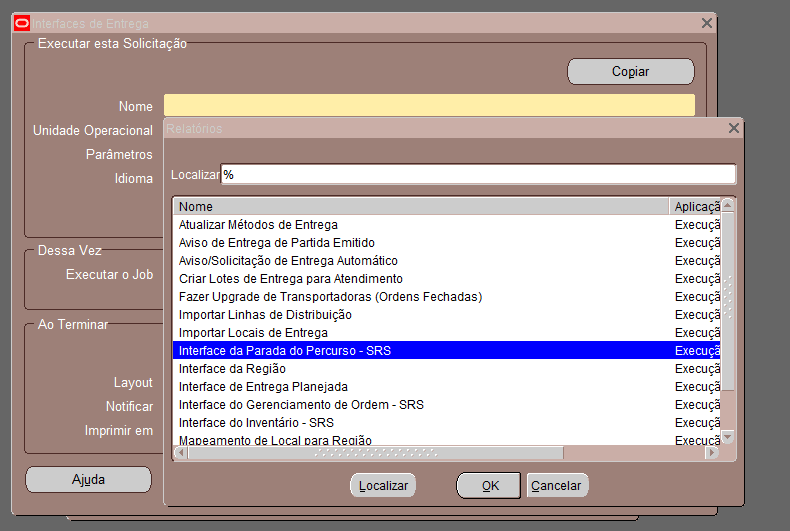 Interfaces de Entrega
Executar esta Solicitação
Copiar
Nome
Unidade Operacional
Parâmetros
Idioma
Dessa Vez
Executar o Job
Ao Terminar
Layout
Notificar
Imprimir em
Ajuda
Relatórios
Localizar %
Nome Aplicaçã
Atualizar Métodos de Entrega Execuçã
Aviso de Entrega de Partida Emitido Execuçã
Aviso/Solicitação de Entrega Automático Execuçã
Criar Lotes de Entrega para Atendimento Execuçã
Fazer Upgrade de Transportadoras (Ordens Fechadas) Execuçã
Importar Linhas de Distribuição Execuçã
Importar Locais de Entrega Execuçã
Interface da Parada do Percurso - SRS Execuçã
Interface da Região Execuçã
Interface de Entrega Planejada Execuçã
Interface do Gerenciamento de Ordem - SRS Execuçã
Interface do Inventário - SRS Execuçã
Mapeamento de Local para Região Execuçã
Localizar OK Cancelar